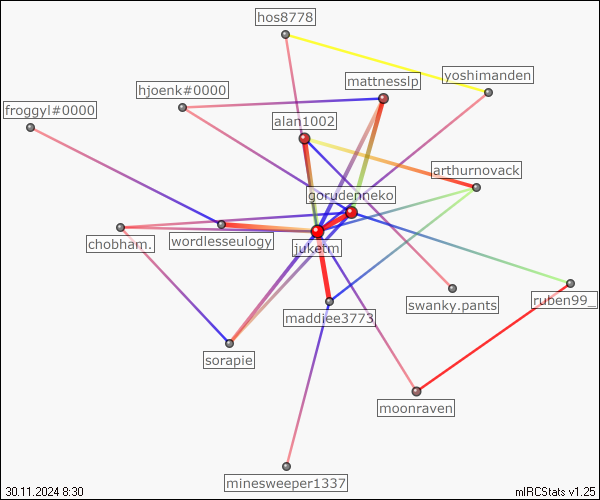 hos8778
mattnesslp
yoshimanden
hjoenk#0000
froggyl#0000
alan1002
arthurnovack
gorudenneko
chobham.
wordlesseulogy
juketm
swanky.pants
ruben99_
maddiee3773
sorapie
moonraven
minesweeper1337
30.11.2024 8:30
mIRCStats v1.25